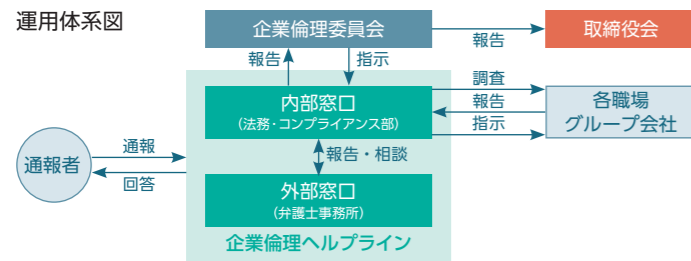 運用体系図
企業倫理委員会
報告
取締役会
報告
指示
内部窓口
(法務・コンプライアンス部)
調査
報告
指示
各職場
グループ会社
通報者
通報
回答
報告・相談
外部窓口
(弁護士事務所)
企業倫理ヘルプライン